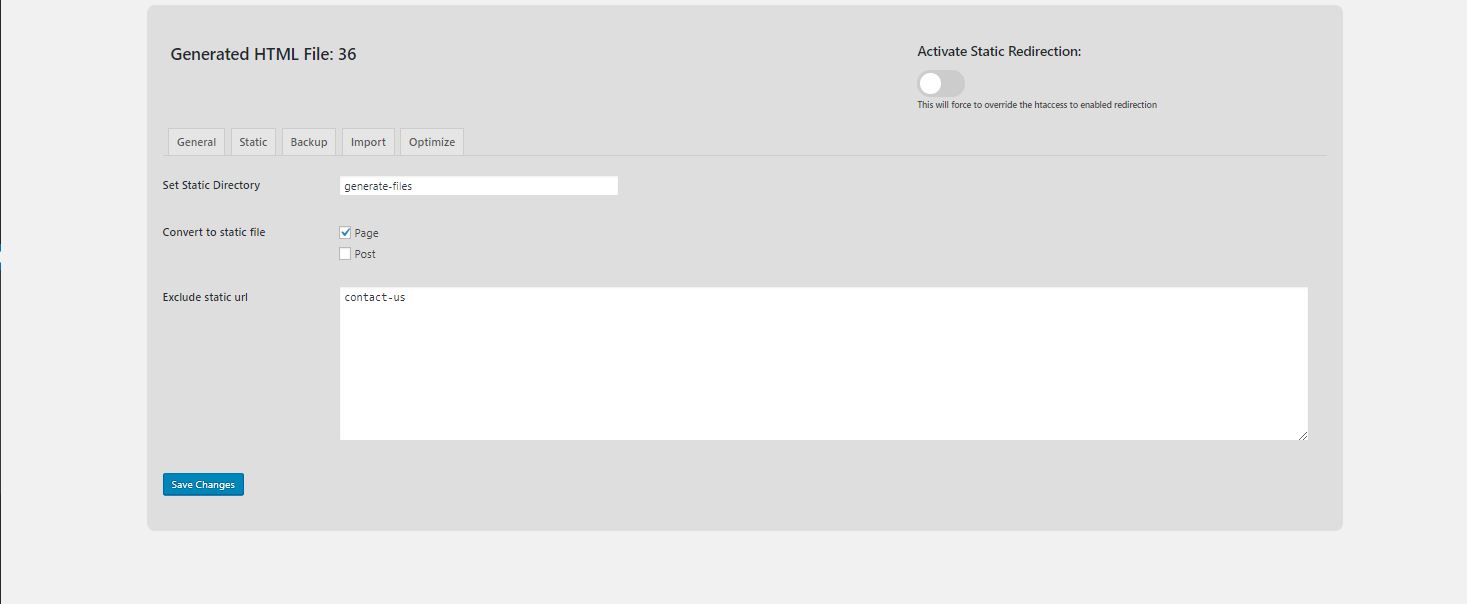 Generated HTML File: 36
Activate Static Redirection:
This will force to override the htaccess to enabled redirection
General Static Backup Import Optimize
Set Static Directory generate-files
Convert to static file Page
Post
Exclude static url contact-us
Save Changes